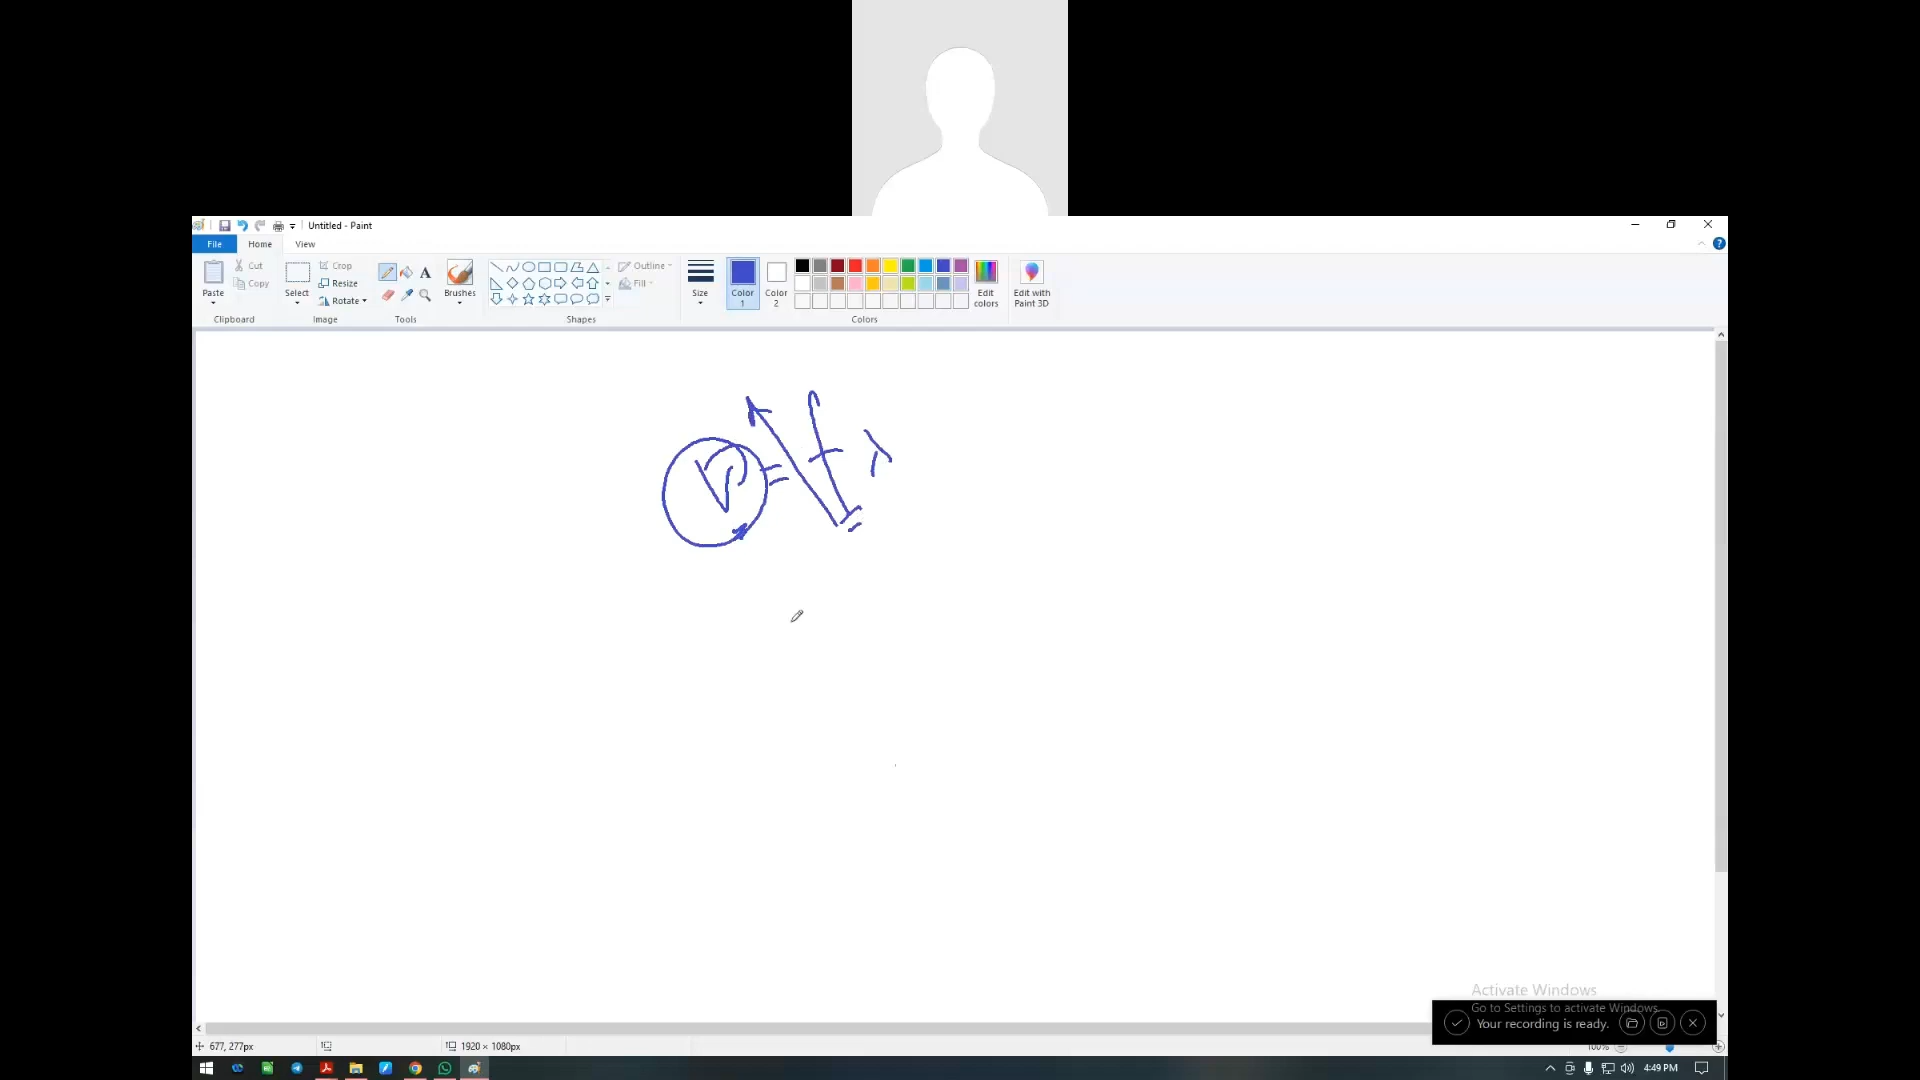 Untitled - Paint
File Home View
Paste Cut Copy Clipboard
Select Crop Resize Rotate Image
Tools
Brushes
Outline Fill Shapes
Size
Color 1
Color 2
Edit colors
Colors
Edit with Paint 3D
V = f λ
Activate Windows
Go to Settings to activate Windows.
Your recording is ready.
677, 277px
1920 × 1080px
100%
4:49 PM